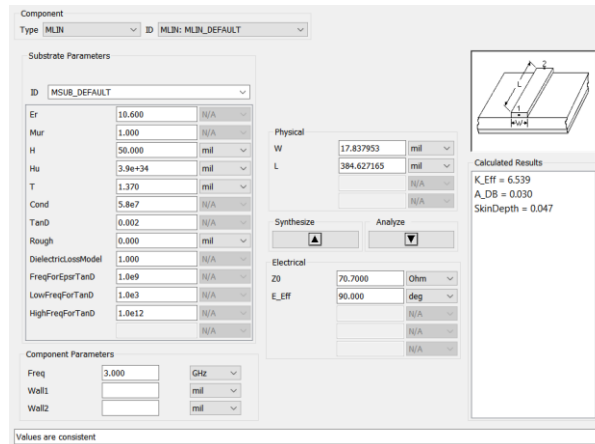 Component
Type MLIN ID MLIN: MLIN_DEFAULT
Substrate Parameters
ID MSUB_DEFAULT
Er 10.600 N/A
Mur 1.000 N/A
H 50.000 mil
Hu 3.9e+34 mil
T 1.370 mil
Cond 5.8e7 N/A
TanD 0.002 N/A
Rough 0.000 mil
DielectricLossModel 1.000 N/A
FreqForEpsrTanD 1.0e9 N/A
LowFreqForTanD 1.0e3 N/A
HighFreqForTanD 1.0e12 N/A
N/A
Component Parameters
Freq 3.000 GHz
Wall1 mil
Wall2 mil
Physical
W 17.837953 mil
L 384.627165 mil
N/A
N/A
Synthesize Analyze
Electrical
Z0 70.7000 Ohm
E_Eff 90.000 deg
N/A
N/A
N/A
2
L
1
W
Calculated Results
K_Eff = 6.539
A_DB = 0.030
SkinDepth = 0.047
Values are consistent